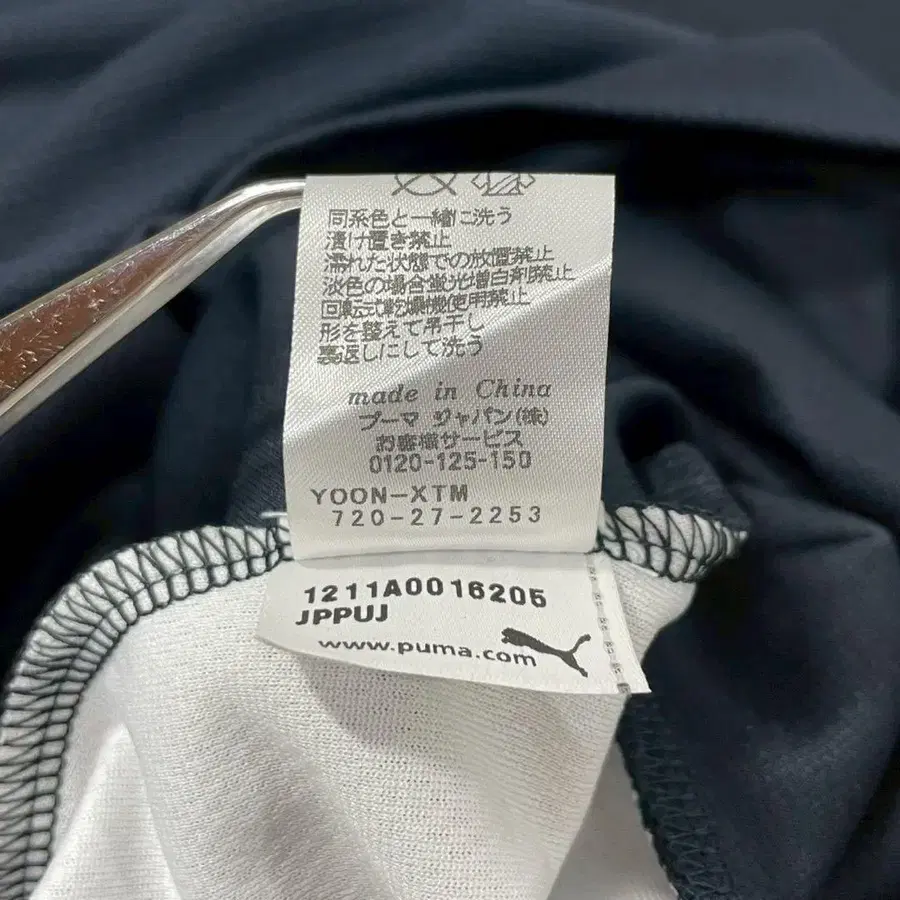 同系色と一緒に洗う
漬け置き禁止
濡れた状態での放置禁止
淡色の場合蛍光増白剤禁止
回転式乾燥機使用禁止
形を整えて吊干し
裏返しにして洗う
made in China
プーマ ジャパン(株)
お客様サービス
0120-125-150
YOON-XTM
720-27-2253
1211A0016205
JPPUJ
www.puma.com